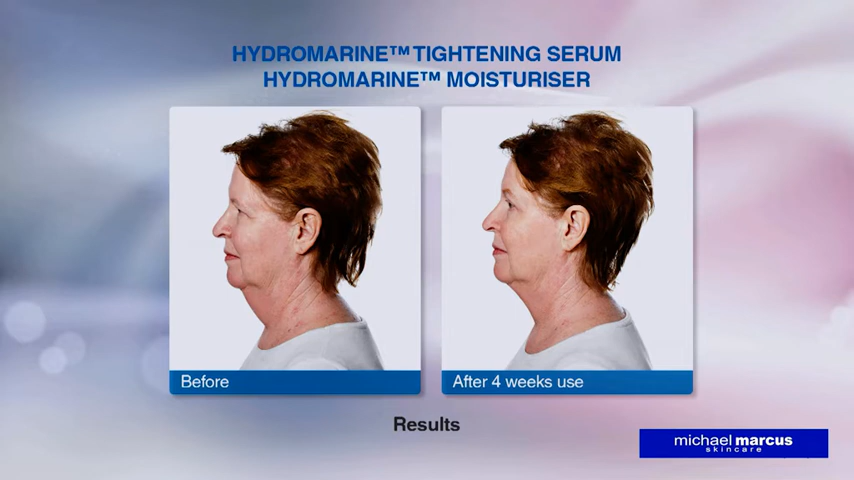 HYDROMARINE™ TIGHTENING SERUM
HYDROMARINE™ MOISTURISER
Before
After 4 weeks use
Results
michael marcus
skincare